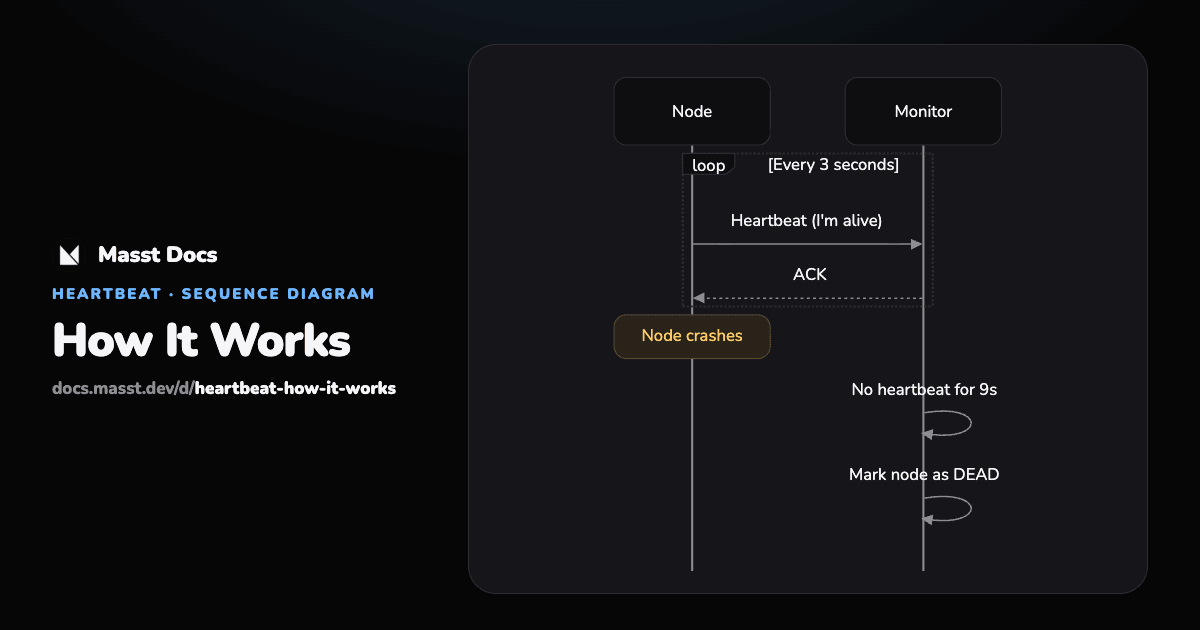 Masst Docs
HEARTBEAT · SEQUENCE DIAGRAM
How It Works
docs.masst.dev/d/heartbeat-how-it-works
Node
Monitor
loop
[Every 3 seconds]
Heartbeat (I'm alive)
ACK
Node crashes
No heartbeat for 9s
Mark node as DEAD